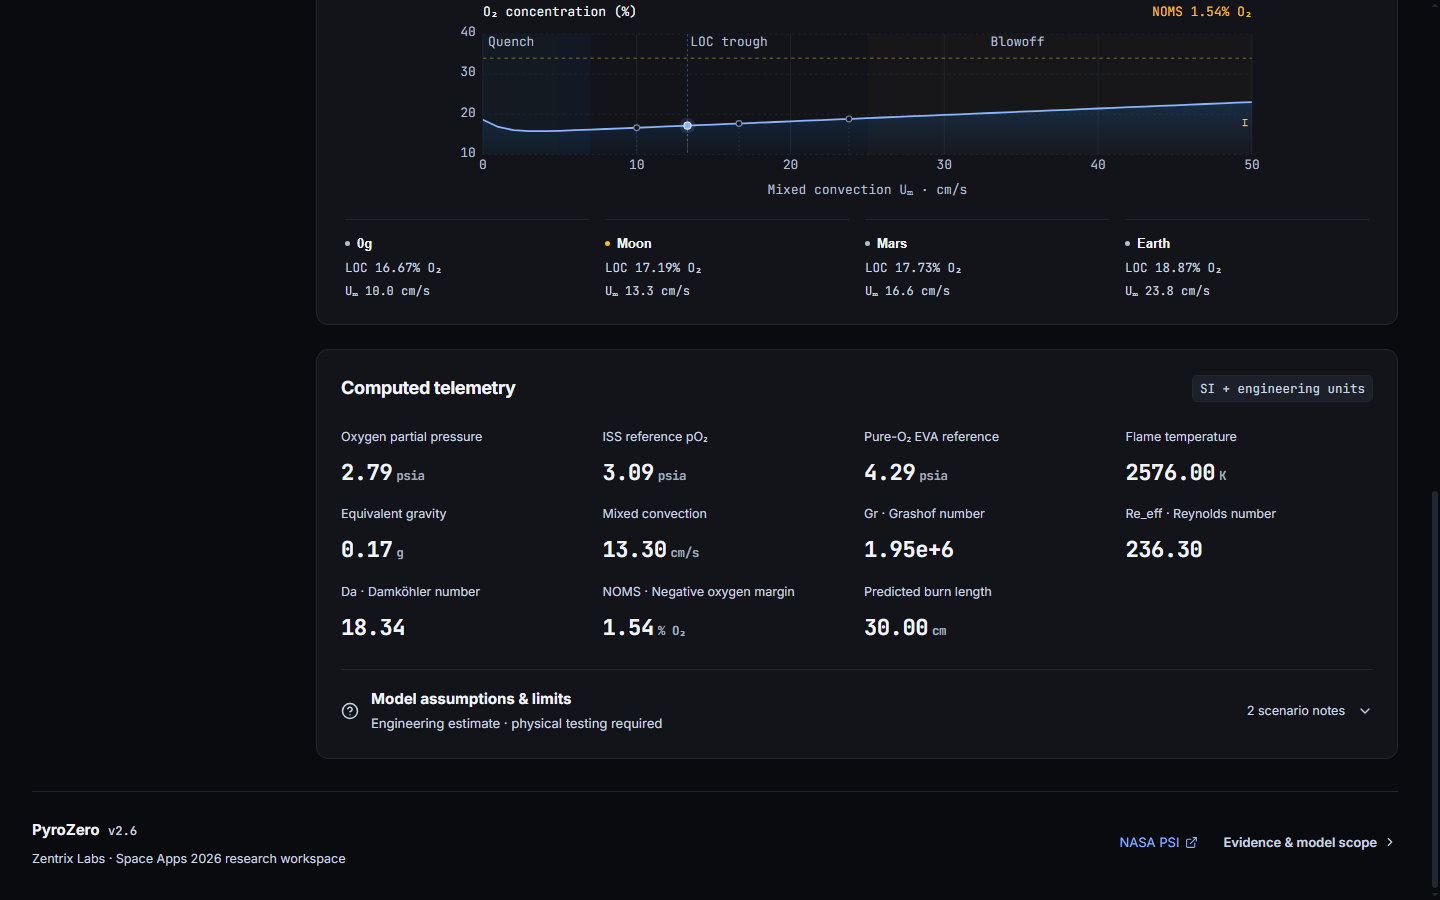 O₂ concentration (%)
NOMS 1.54% O₂
40
Quench
LOC trough
Blowoff
30
20
10
I
0
10
20
30
40
50
Mixed convection Uₘ · cm/s
0g
LOC 16.67% O₂
Uₘ 10.0 cm/s
Moon
LOC 17.19% O₂
Uₘ 13.3 cm/s
Mars
LOC 17.73% O₂
Uₘ 16.6 cm/s
Earth
LOC 18.87% O₂
Uₘ 23.8 cm/s
Computed telemetry
SI + engineering units
Oxygen partial pressure
2.79 psia
ISS reference pO₂
3.09 psia
Pure-O₂ EVA reference
4.29 psia
Flame temperature
2576.00 K
Equivalent gravity
0.17 g
Mixed convection
13.30 cm/s
Gr · Grashof number
1.95e+6
Re_eff · Reynolds number
236.30
Da · Damköhler number
18.34
NOMS · Negative oxygen margin
1.54 % O₂
Predicted burn length
30.00 cm
Model assumptions & limits
Engineering estimate · physical testing required
2 scenario notes
PyroZero v2.6
Zentrix Labs · Space Apps 2026 research workspace
NASA PSI
Evidence & model scope